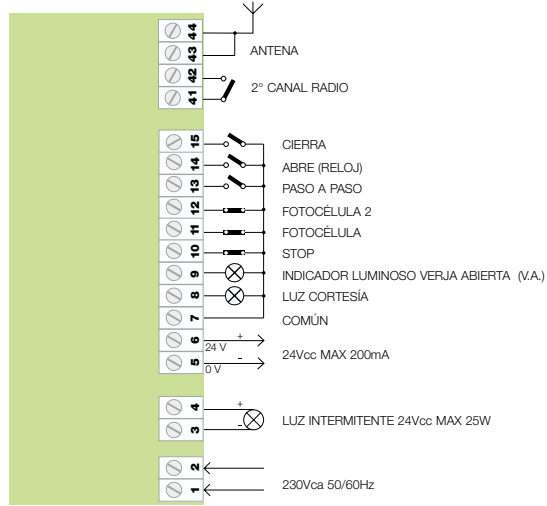 44
43
ANTENA
42
41
2° CANAL RADIO
15
CIERRA
14
ABRE (RELOJ)
13
PASO A PASO
12
FOTOCÉLULA 2
11
FOTOCÉLULA
10
STOP
9
INDICADOR LUMINOSO VERJA ABIERTA (V.A.)
8
LUZ CORTESÍA
7
COMÚN
6
24 V
+
5
0 V
-
24Vcc MAX 200mA
4
+
3
-
LUZ INTERMITENTE 24Vcc MAX 25W
2
1
230Vca 50/60Hz